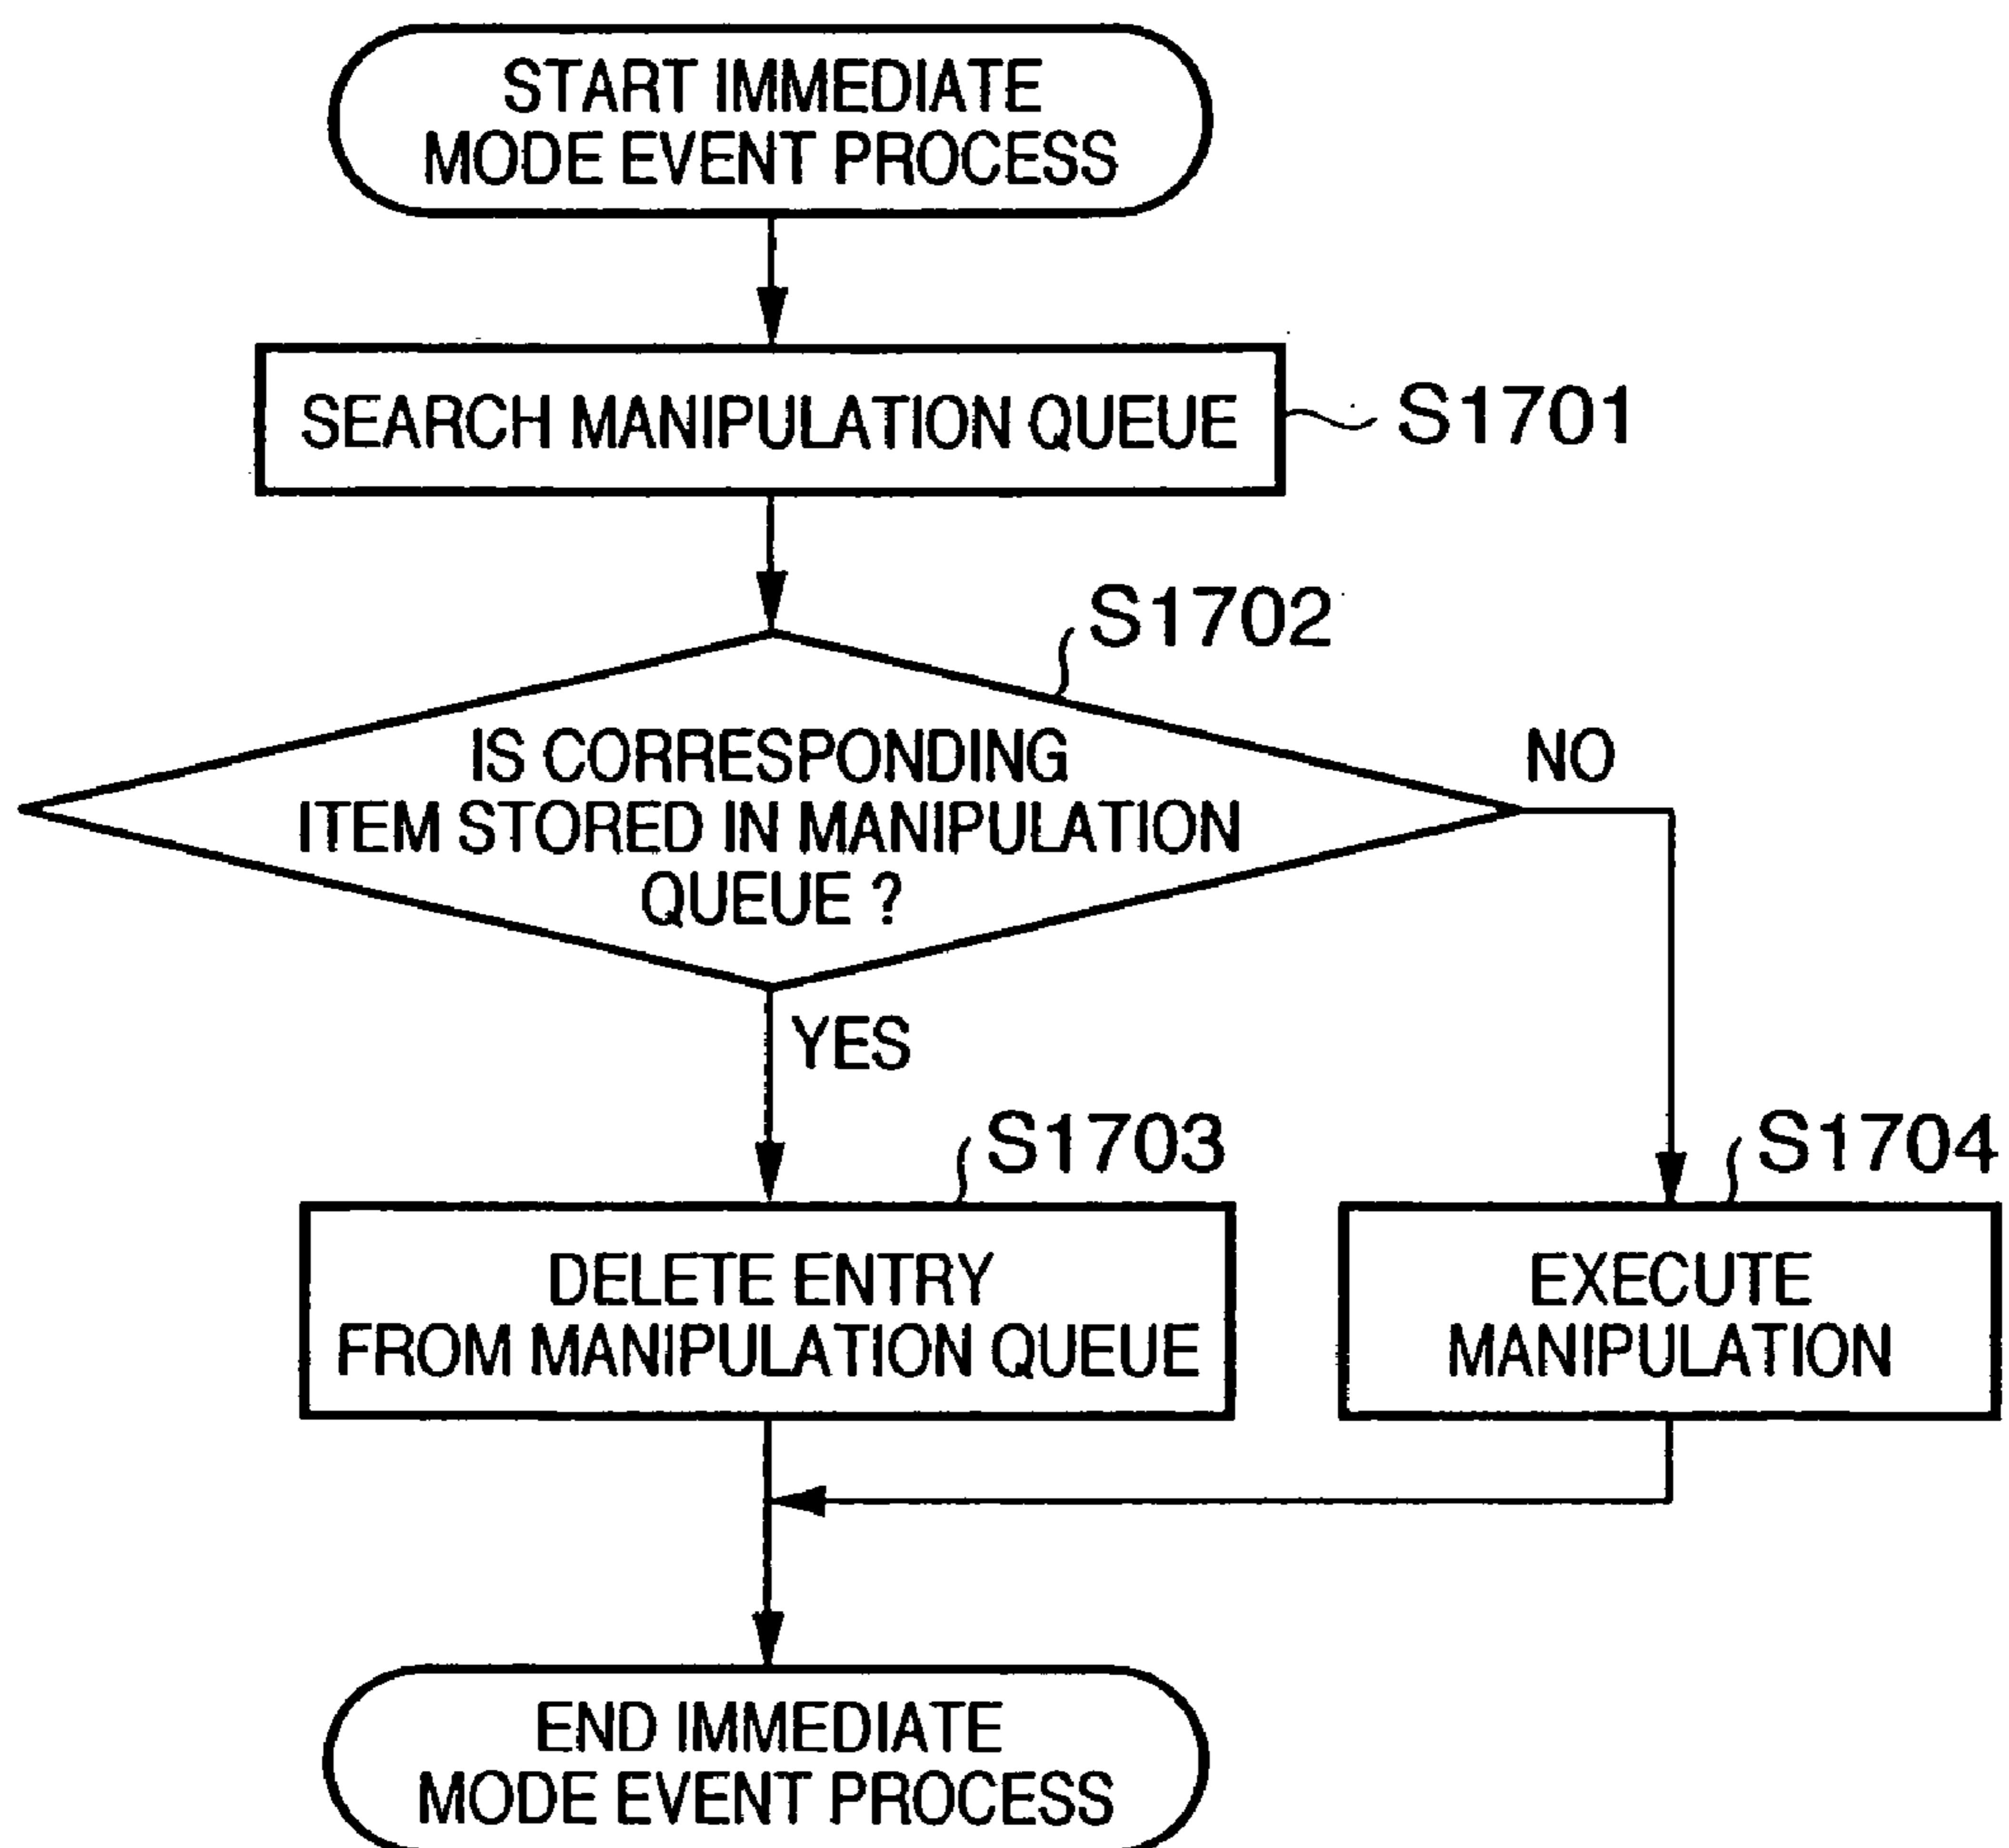 START IMMEDIATE
MODE EVENT PROCESS
SEARCH MANIPULATION QUEUE
S1701
S1702
IS CORRESPONDING
ITEM STORED IN MANIPULATION
QUEUE ?
NO
YES
S1703
S1704
DELETE ENTRY
FROM MANIPULATION QUEUE
EXECUTE
MANIPULATION
END IMMEDIATE
MODE EVENT PROCESS